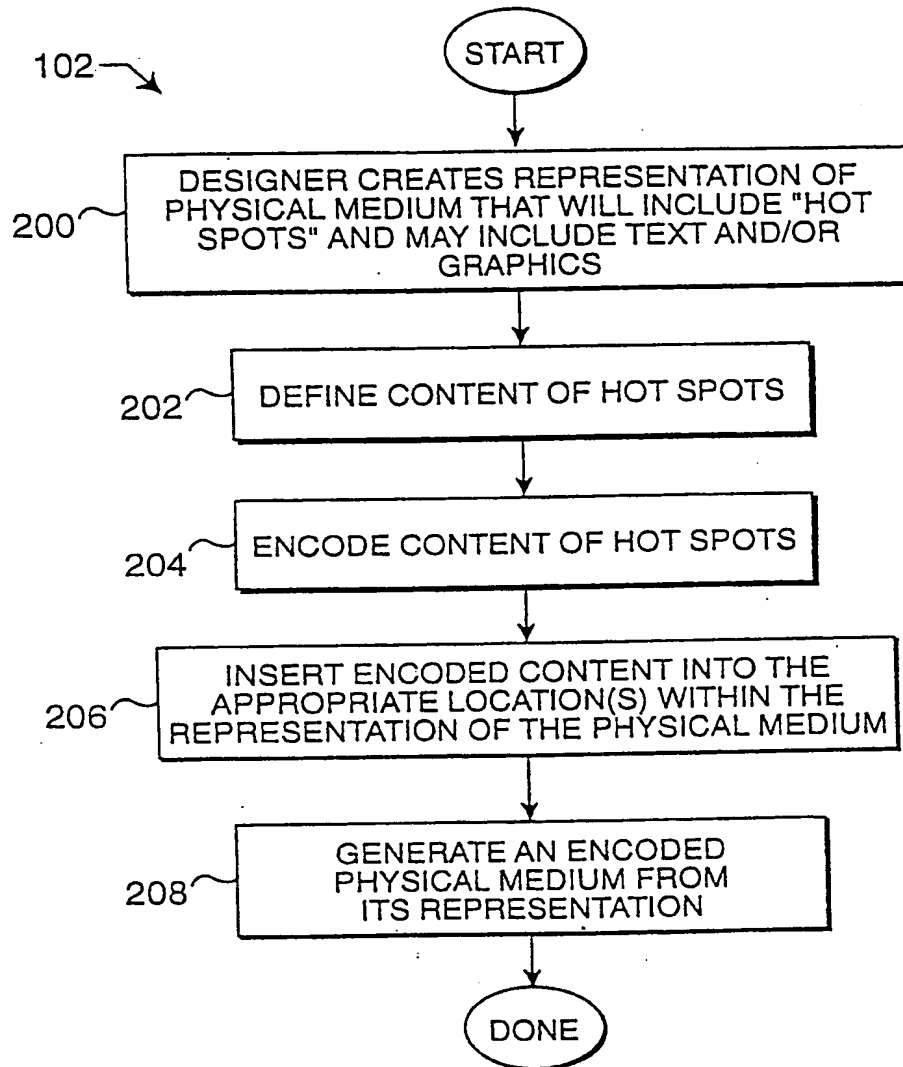 START
102
DESIGNER CREATES REPRESENTATION OF
PHYSICAL MEDIUM THAT WILL INCLUDE "HOT
SPOTS" AND MAY INCLUDE TEXT AND/OR
GRAPHICS
200
DEFINE CONTENT OF HOT SPOTS
202
ENCODE CONTENT OF HOT SPOTS
204
INSERT ENCODED CONTENT INTO THE
APPROPRIATE LOCATION(S) WITHIN THE
REPRESENTATION OF THE PHYSICAL MEDIUM
206
GENERATE AN ENCODED
PHYSICAL MEDIUM FROM
ITS REPRESENTATION
208
DONE